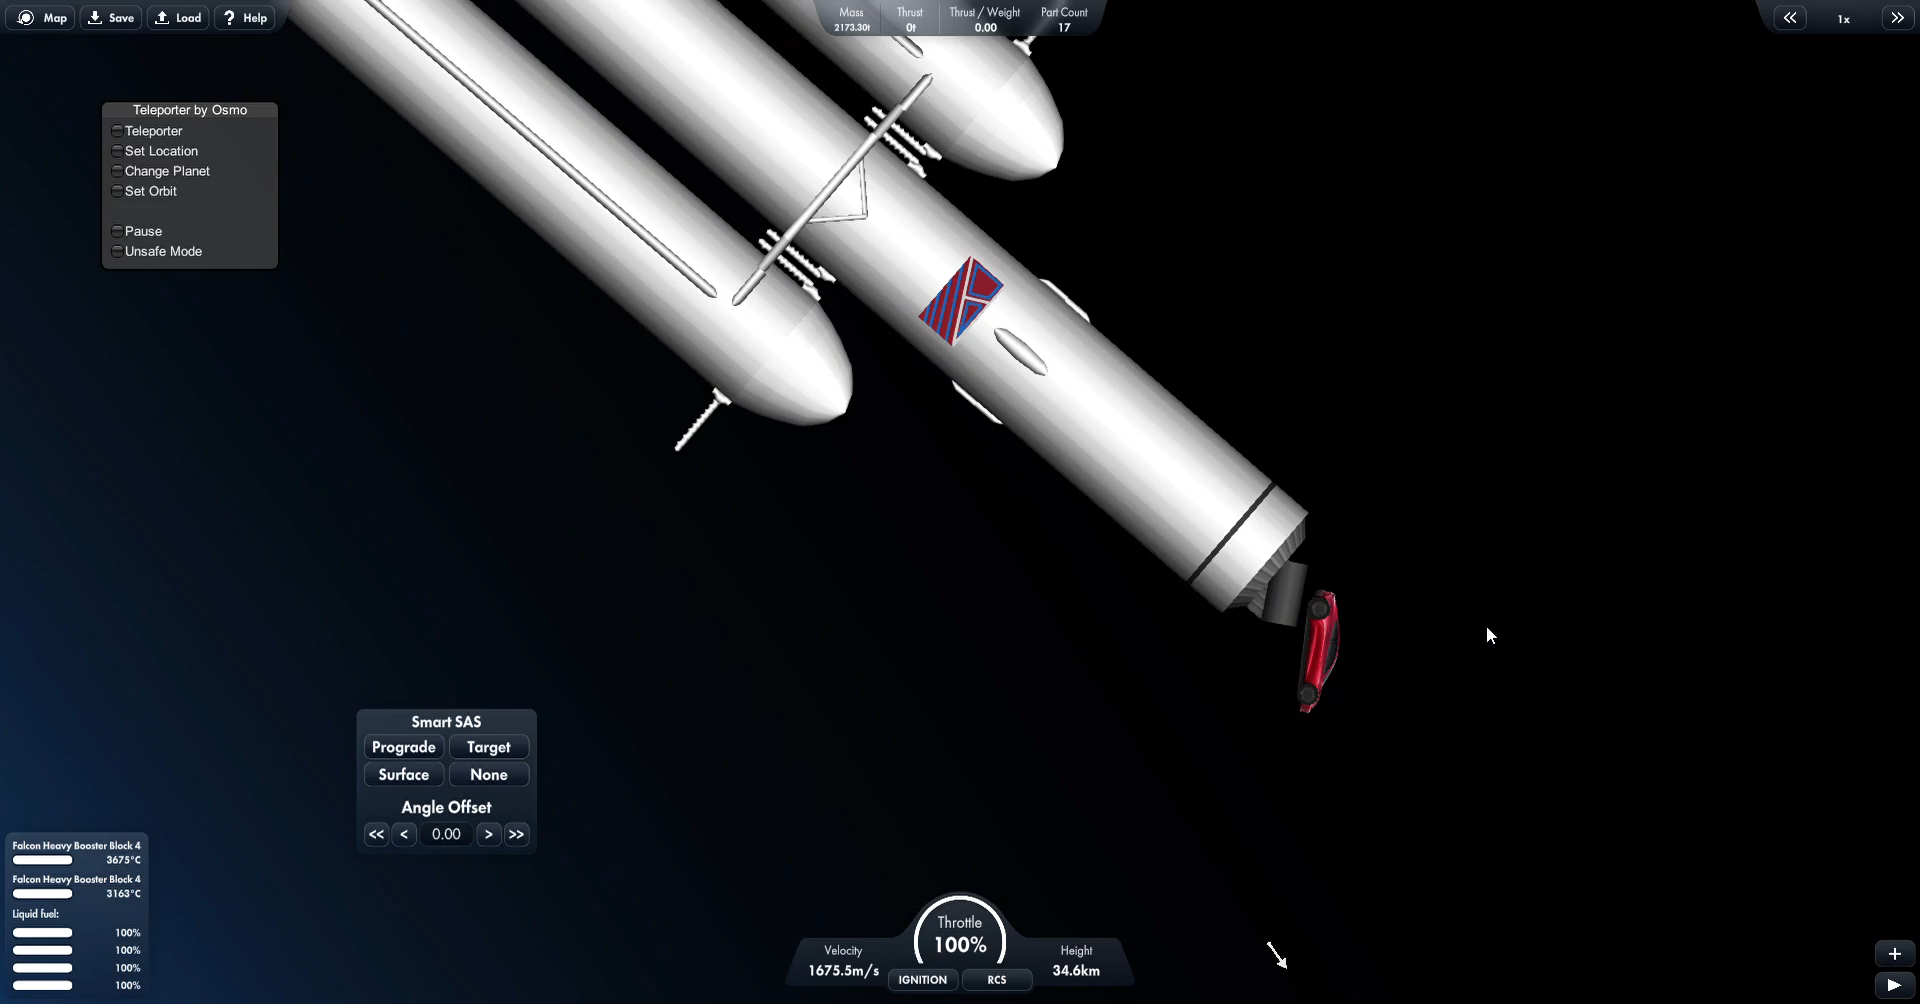 Map
Save
Load
? Help
Mass
2173.30t
Thrust
0t
Thrust / Weight
0.00
Part Count
17
1x
Teleporter by Osmo
Teleporter
Set Location
Change Planet
Set Orbit
Pause
Unsafe Mode
Smart SAS
Prograde
Target
Surface
None
Angle Offset
<<
<
0.00
>
>>
Falcon Heavy Booster Block 4
3675°C
Falcon Heavy Booster Block 4
3163°C
Liquid fuel:
100%
100%
100%
100%
Throttle
100%
Velocity
1675.5m/s
Height
34.6km
IGNITION
RCS